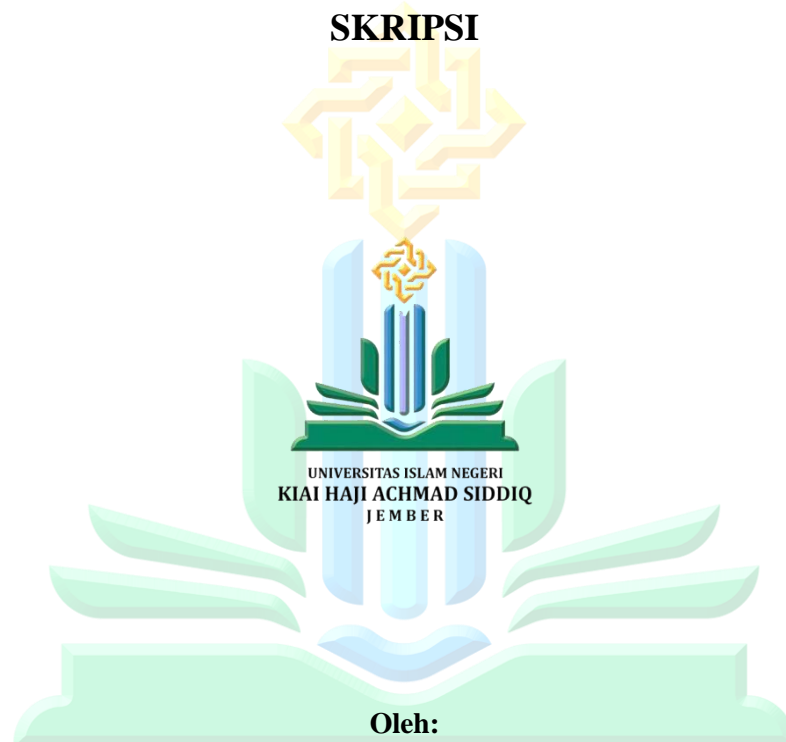 SKRIPSI
UNIVERSITAS ISLAM NEGERI
KIAI HAJI ACHMAD SIDDIQ
JEMBER
Oleh: